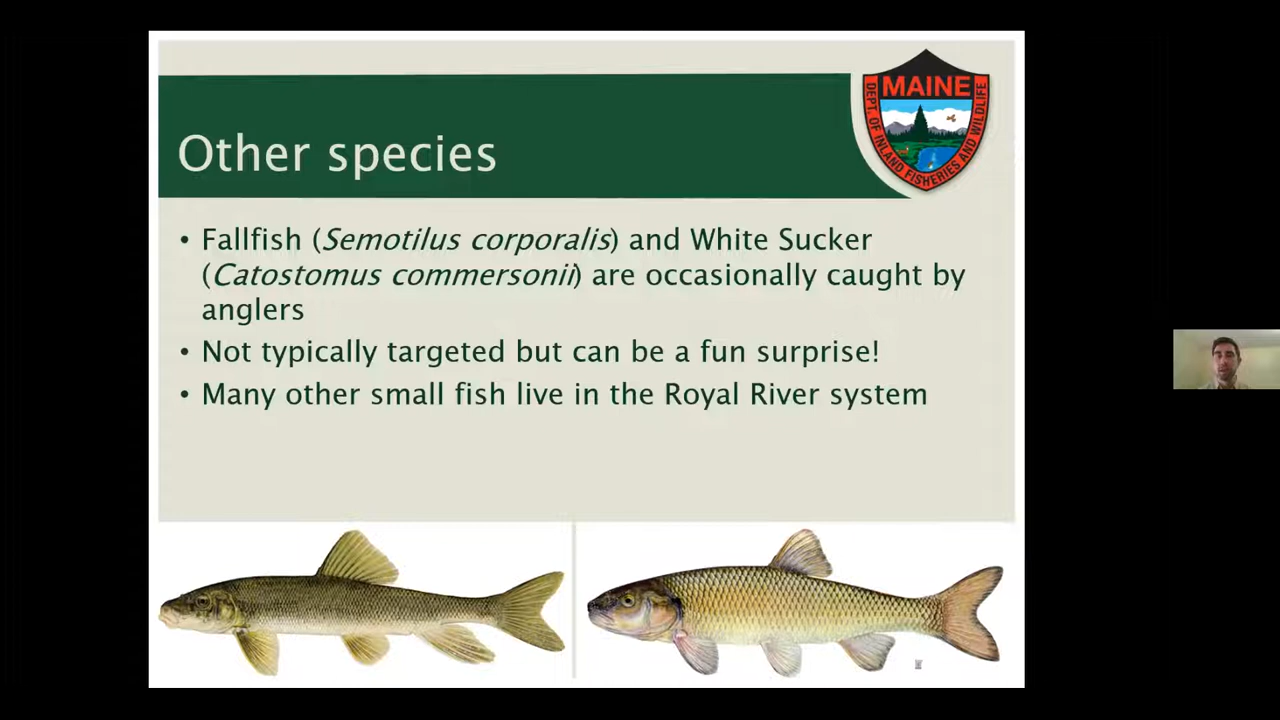 MAINE
DEPT. OF INLAND FISHERIES AND WILDLIFE
Other species
• Fallfish (Semotilus corporalis) and White Sucker
(Catostomus commersonii) are occasionally caught by
anglers
• Not typically targeted but can be a fun surprise!
• Many other small fish live in the Royal River system